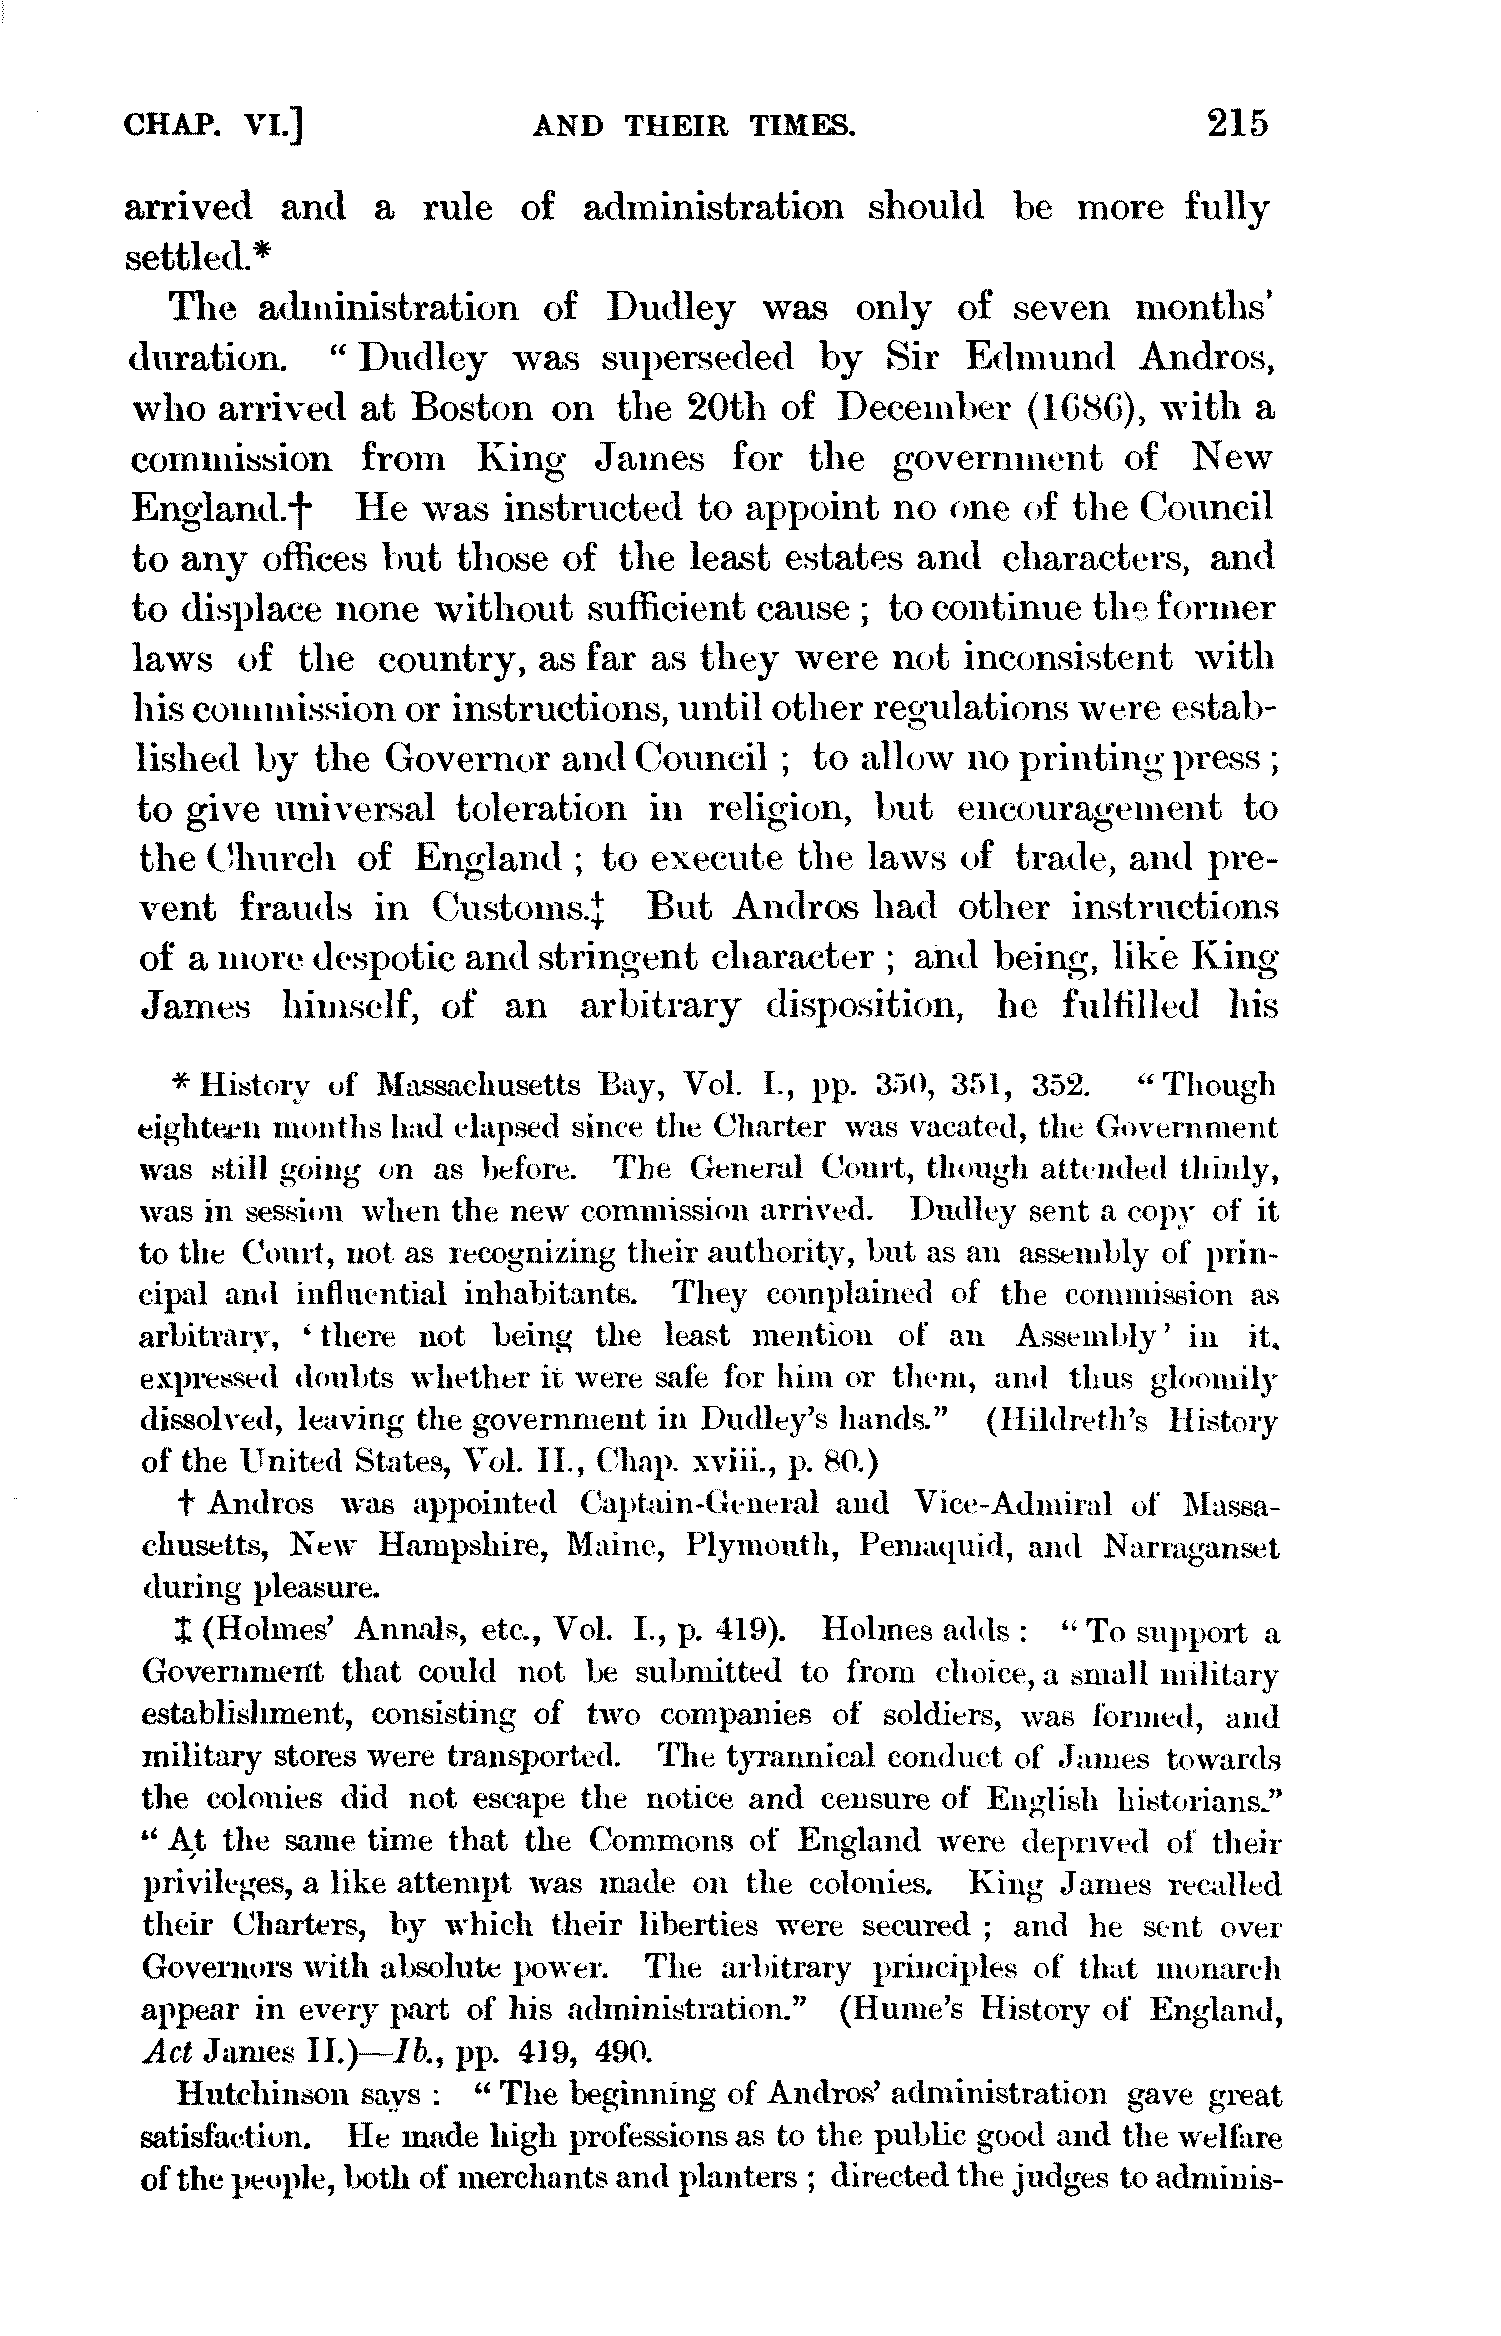 CHAP. VI.] AND THEIR TIMES. 215
arrived and a rule of administration should be more fully
settled.*
The administration of Dudley was only of seven months'
duration. " Dudley was superseded by Sir Edmund Andros,
who arrived at Boston on the 20th of December (1686), with a
commission from King James for the government of New
England.† He was instructed to appoint no one of the Council
to any offices but those of the least estates and characters, and
to displace none without sufficient cause ; to continue the former
laws of the country, as far as they were not inconsistent with
his commission or instructions, until other regulations were estab-
lished by the Governor and Council ; to allow no printing press ;
to give universal toleration in religion, but encouragement to
the Church of England ; to execute the laws of trade, and pre-
vent frauds in Customs.‡ But Andros had other instructions
of a more despotic and stringent character ; and being, like King
James himself, of an arbitrary disposition, he fulfilled his
* History of Massachusetts Bay, Vol. I., pp. 350, 351, 352. " Though
eighteen months had elapsed since the Charter was vacated, the Government
was still going on as before. The General Court, though attended thinly,
was in session when the new commission arrived. Dudley sent a copy of it
to the Court, not as recognizing their authority, but as an assembly of prin-
cipal and influential inhabitants. They complained of the commission as
arbitrary, ' there not being the least mention of an Assembly ' in it,
expressed doubts whether it were safe for him or them, and thus gloomily
dissolved, leaving the government in Dudley's hands." (Hildreth's History
of the United States, Vol. II., Chap. xviii., p. 80.)
† Andros was appointed Captain-General and Vice-Admiral of Massa-
chusetts, New Hampshire, Maine, Plymouth, Pemaquid, and Narraganset
during pleasure.
‡ (Holmes' Annals, etc., Vol. I., p. 419). Holmes adds : " To support a
Government that could not be submitted to from choice, a small military
establishment, consisting of two companies of soldiers, was formed, and
military stores were transported. The tyrannical conduct of James towards
the colonies did not escape the notice and censure of English historians."
" At the same time that the Commons of England were deprived of their
privileges, a like attempt was made on the colonies. King James recalled
their Charters, by which their liberties were secured ; and he sent over
Governors with absolute power. The arbitrary principles of that monarch
appear in every part of his administration." (Hume's History of England,
Act James II.)—Ib., pp. 419, 490.
Hutchinson says : " The beginning of Andros' administration gave great
satisfaction. He made high professions as to the public good and the welfare
of the people, both of merchants and planters ; directed the judges to adminis-